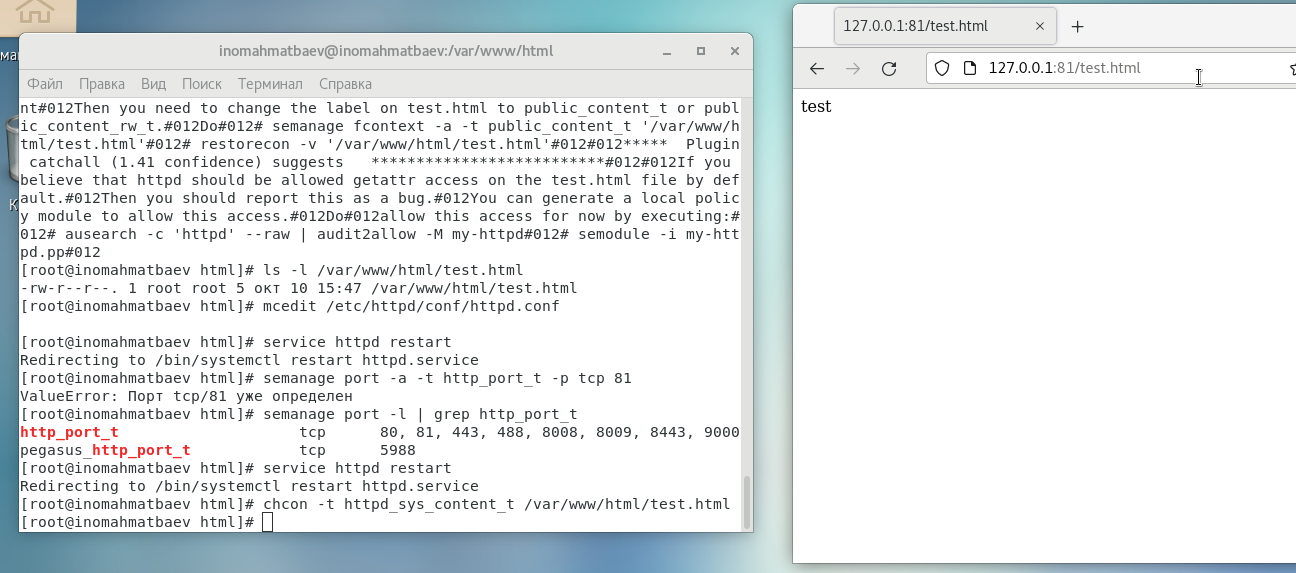 inomahmatbaev@inomahmatbaev:/var/www/html
Файл Правка Вид Поиск Терминал Справка
nt#012Then you need to change the label on test.html to public_content_t or publ
ic_content_rw_t.#012Do#012# semanage fcontext -a -t public_content_t '/var/www/h
tml/test.html'#012# restorecon -v '/var/www/html/test.html'#012#012***** Plugin
catchall (1.41 confidence) suggests **************************#012#012If you
believe that httpd should be allowed getattr access on the test.html file by def
ault.#012Then you should report this as a bug.#012You can generate a local polic
y module to allow this access.#012Do#012allow this access for now by executing:#
012# ausearch -c 'httpd' --raw | audit2allow -M my-httpd#012# semodule -i my-htt
pd.pp#012
[root@inomahmatbaev html]# ls -l /var/www/html/test.html
-rw-r--r--. 1 root root 5 окт 10 15:47 /var/www/html/test.html
[root@inomahmatbaev html]# mcedit /etc/httpd/conf/httpd.conf
[root@inomahmatbaev html]# service httpd restart
Redirecting to /bin/systemctl restart httpd.service
[root@inomahmatbaev html]# semanage port -a -t http_port_t -p tcp 81
ValueError: Порт tcp/81 уже определен
[root@inomahmatbaev html]# semanage port -l | grep http_port_t
http_port_t tcp 80, 81, 443, 488, 8008, 8009, 8443, 9000
pegasus_http_port_t tcp 5988
[root@inomahmatbaev html]# service httpd restart
Redirecting to /bin/systemctl restart httpd.service
[root@inomahmatbaev html]# chcon -t httpd_sys_content_t /var/www/html/test.html
[root@inomahmatbaev html]#
127.0.0.1:81/test.html
127.0.0.1:81/test.html
test